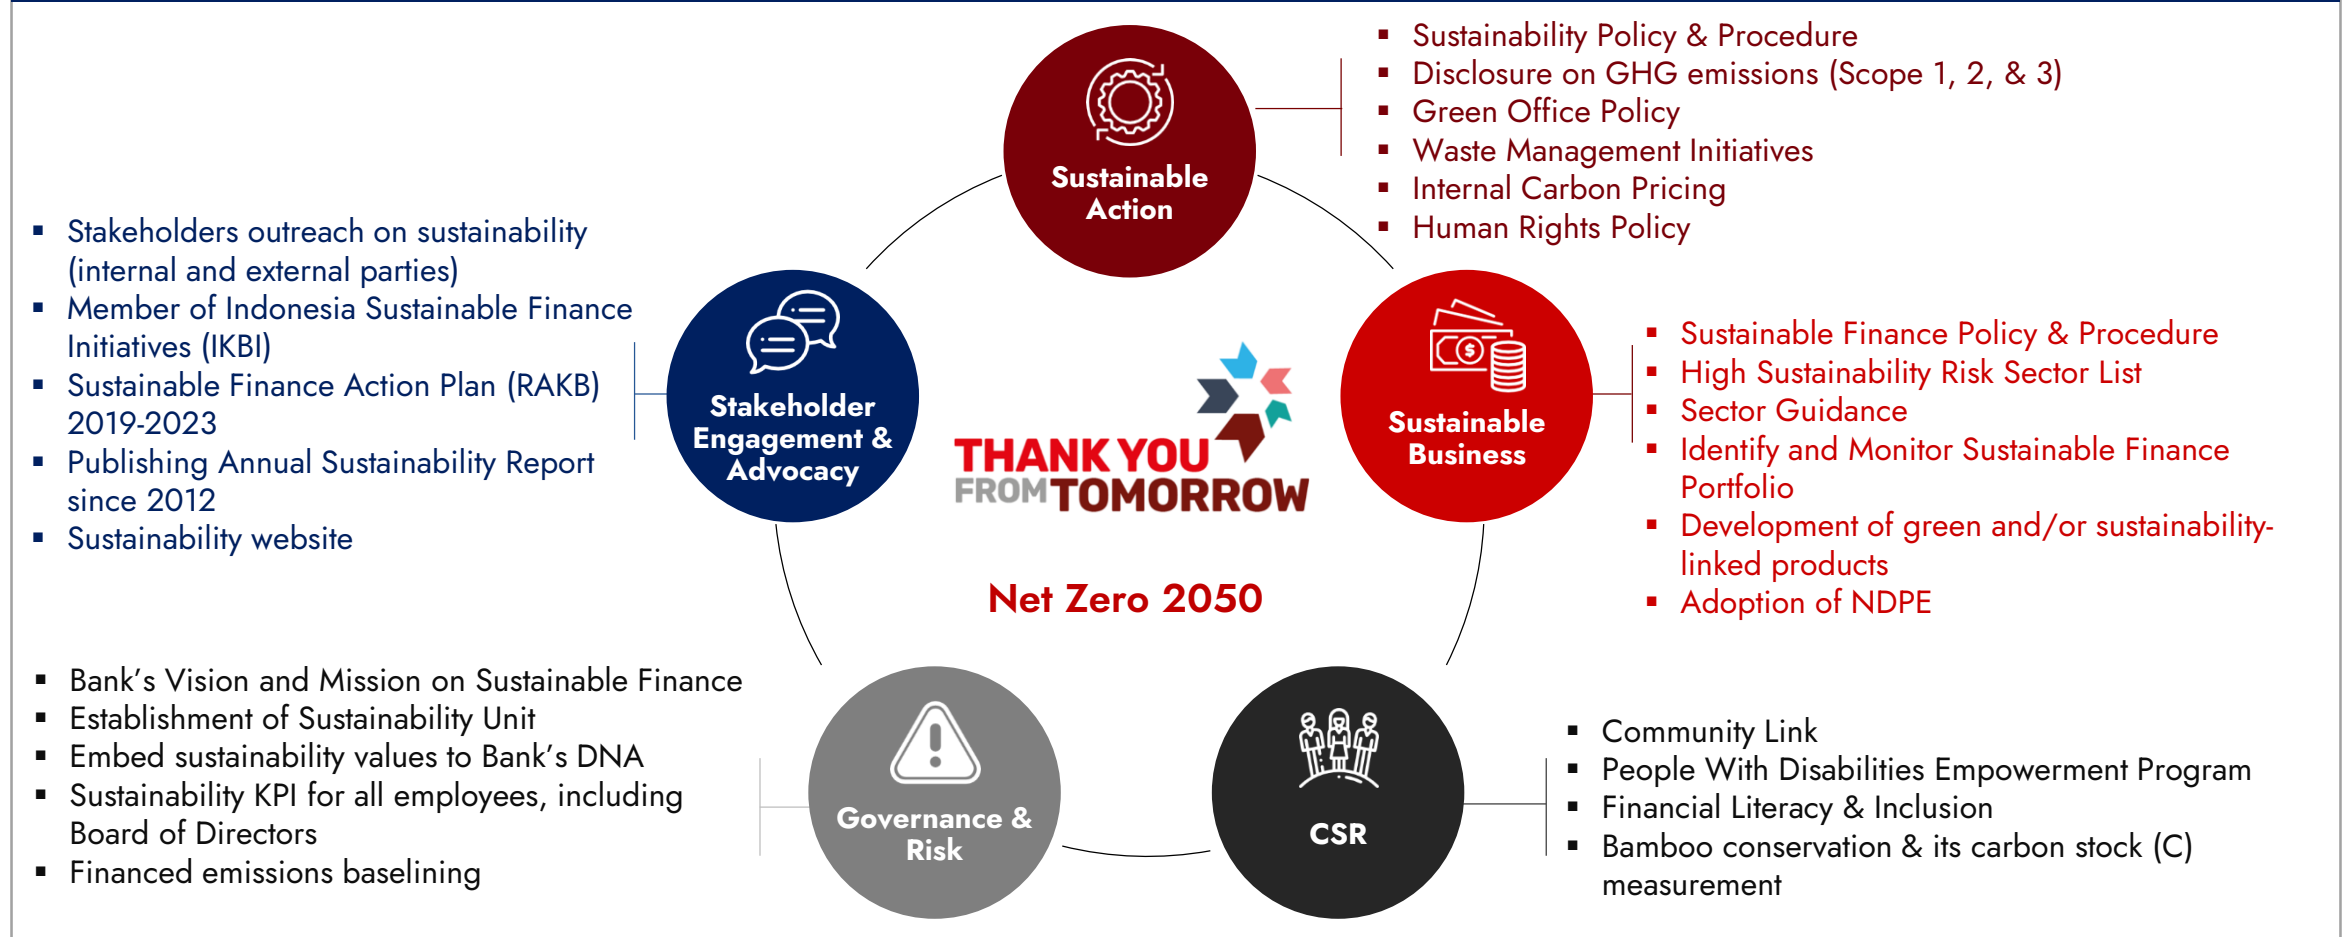 Sustainable
Action
▪ Sustainability Policy & Procedure
▪ Disclosure on GHG emissions (Scope 1, 2, & 3)
▪ Green Office Policy
▪ Waste Management Initiatives
▪ Internal Carbon Pricing
▪ Human Rights Policy
▪ Stakeholders outreach on sustainability
(internal and external parties)
▪ Member of Indonesia Sustainable Finance
Initiatives (IKBI)
▪ Sustainable Finance Action Plan (RAKB)
2019-2023
▪ Publishing Annual Sustainability Report
since 2012
▪ Sustainability website
Stakeholder
Engagement &
Advocacy
THANK YOU
FROM TOMORROW
Net Zero 2050
Sustainable
Business
▪ Sustainable Finance Policy & Procedure
▪ High Sustainability Risk Sector List
▪ Sector Guidance
▪ Identify and Monitor Sustainable Finance
Portfolio
▪ Development of green and/or sustainability-
linked products
▪ Adoption of NDPE
▪ Bank’s Vision and Mission on Sustainable Finance
▪ Establishment of Sustainability Unit
▪ Embed sustainability values to Bank’s DNA
▪ Sustainability KPI for all employees, including
Board of Directors
▪ Financed emissions baselining
Governance &
Risk
CSR
▪ Community Link
▪ People With Disabilities Empowerment Program
▪ Financial Literacy & Inclusion
▪ Bamboo conservation & its carbon stock (C)
measurement